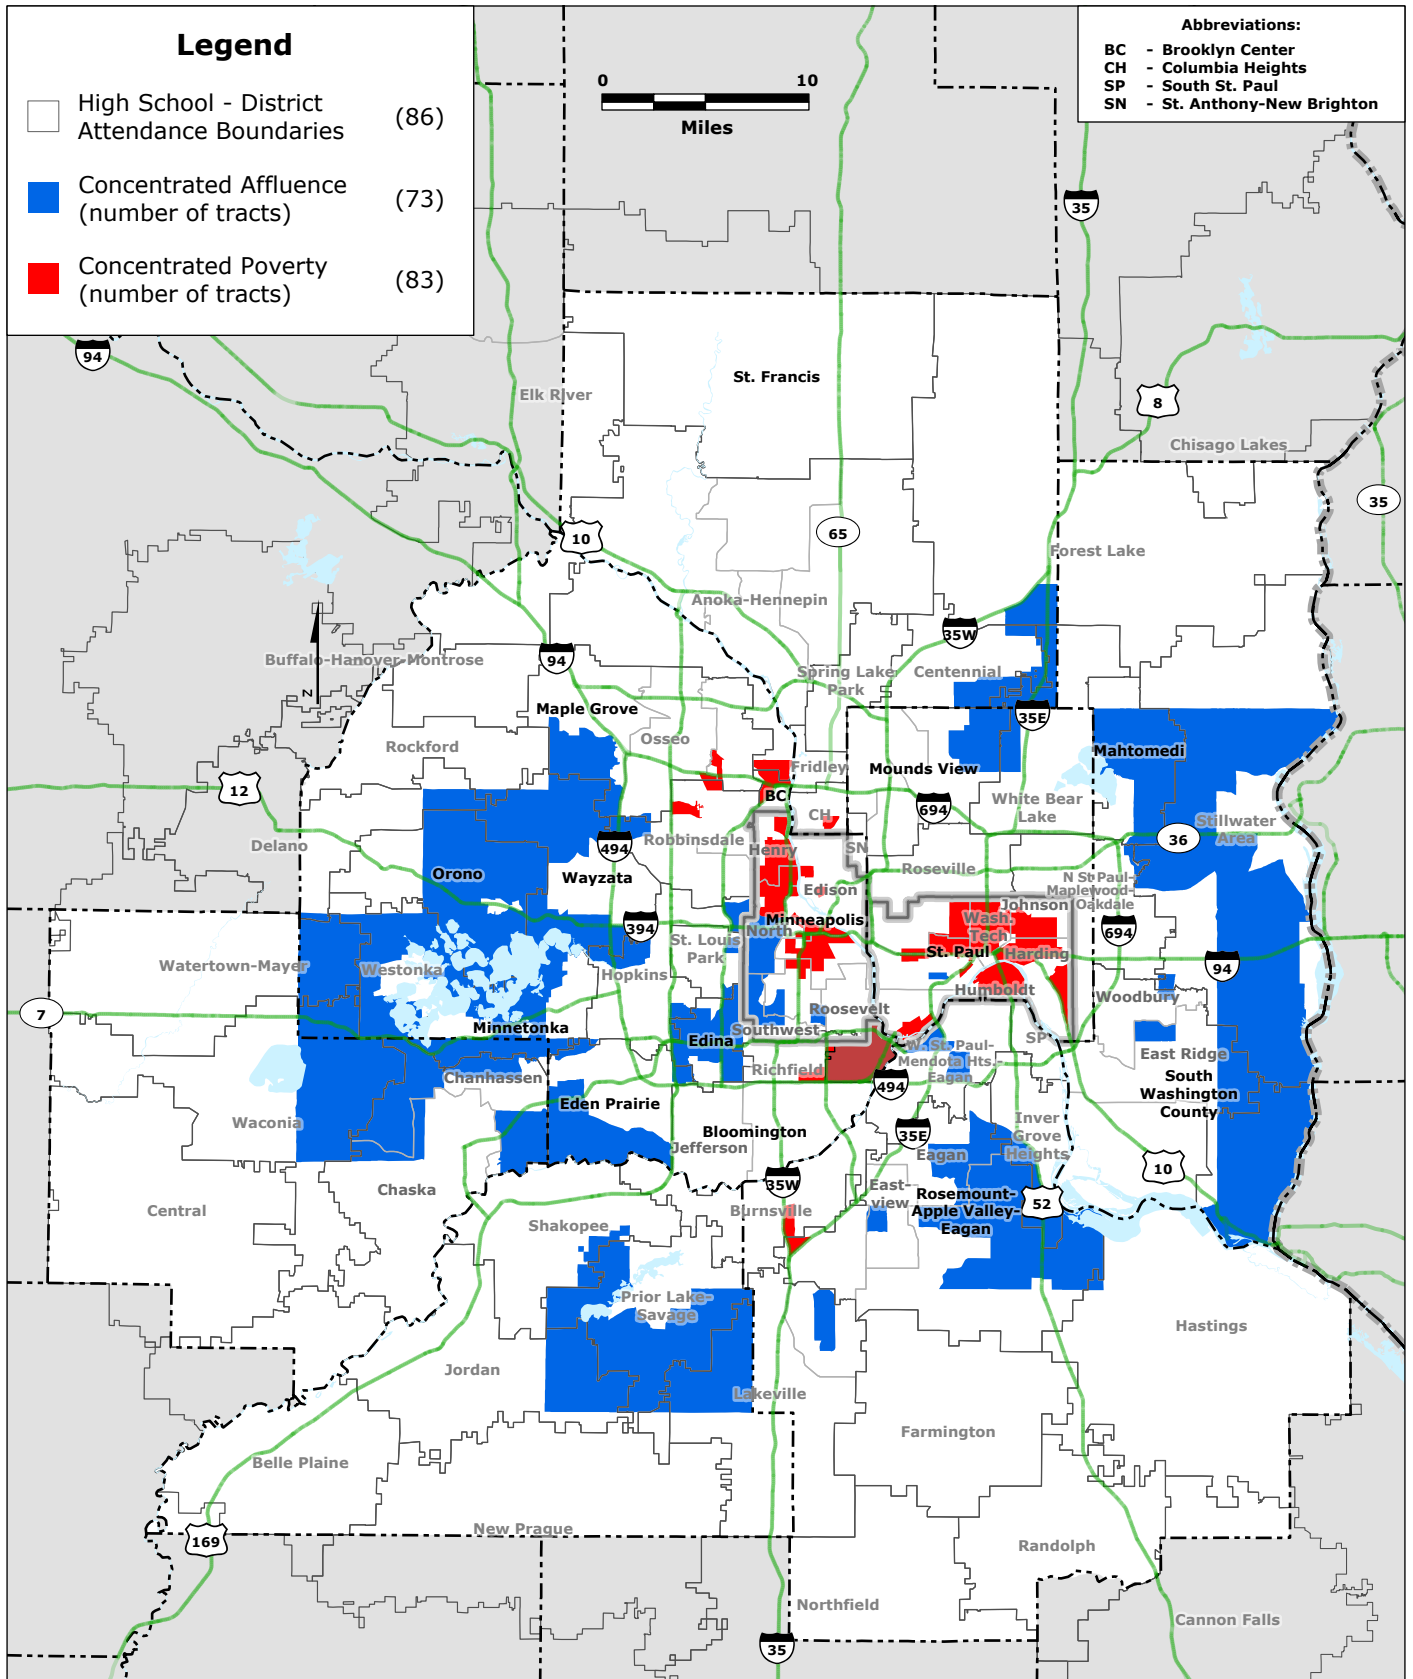 Legend
High School - District
Attendance Boundaries (86)
Concentrated Affluence
(number of tracts) (73)
Concentrated Poverty
(number of tracts) (83)
0 10
Miles
Abbreviations:
BC - Brooklyn Center
CH - Columbia Heights
SP - South St. Paul
SN - St. Anthony-New Brighton
35
94
St. Francis
Elk River
8
Chisago Lakes
35
10
65
Forest Lake
Anoka-Hennepin
35W
Buffalo-Hanover-Montrose
94
Spring Lake
Park
Centennial
N
Maple Grove
35E
Osseo
Rockford
Mahtomedi
Fridley
Mounds View
12
BC
694
White Bear
Lake
CH
Stillwater
Area
36
Delano
494
Robbinsdale
Henry
SN
Orono
Wayzata
Roseville
N St Paul-
Maplewood-
Oakdale
Edison
Johnson
394
Minneapolis
North
Wash.
Tech
694
St. Louis
Park
St. Paul
Harding
Watertown-Mayer
Westonka
Hopkins
94
Humboldt
Woodbury
7
Roosevelt
Minnetonka
Southwest
Edina
SP
W. St. Paul-
Mendota Hts.-
Eagan
East Ridge
Richfield
Chanhassen
494
South
Washington
County
Eden Prairie
Waconia
Bloomington
35E
Inver
Grove
Heights
Jefferson
Eagan
10
Chaska
35W
East-
view
Rosemount-
Apple Valley-
Eagan
52
Central
Burnsville
Shakopee
Prior Lake-
Savage
Hastings
Jordan
Lakeville
Farmington
Belle Plaine
New Prague
169
Randolph
Northfield
Cannon Falls
35